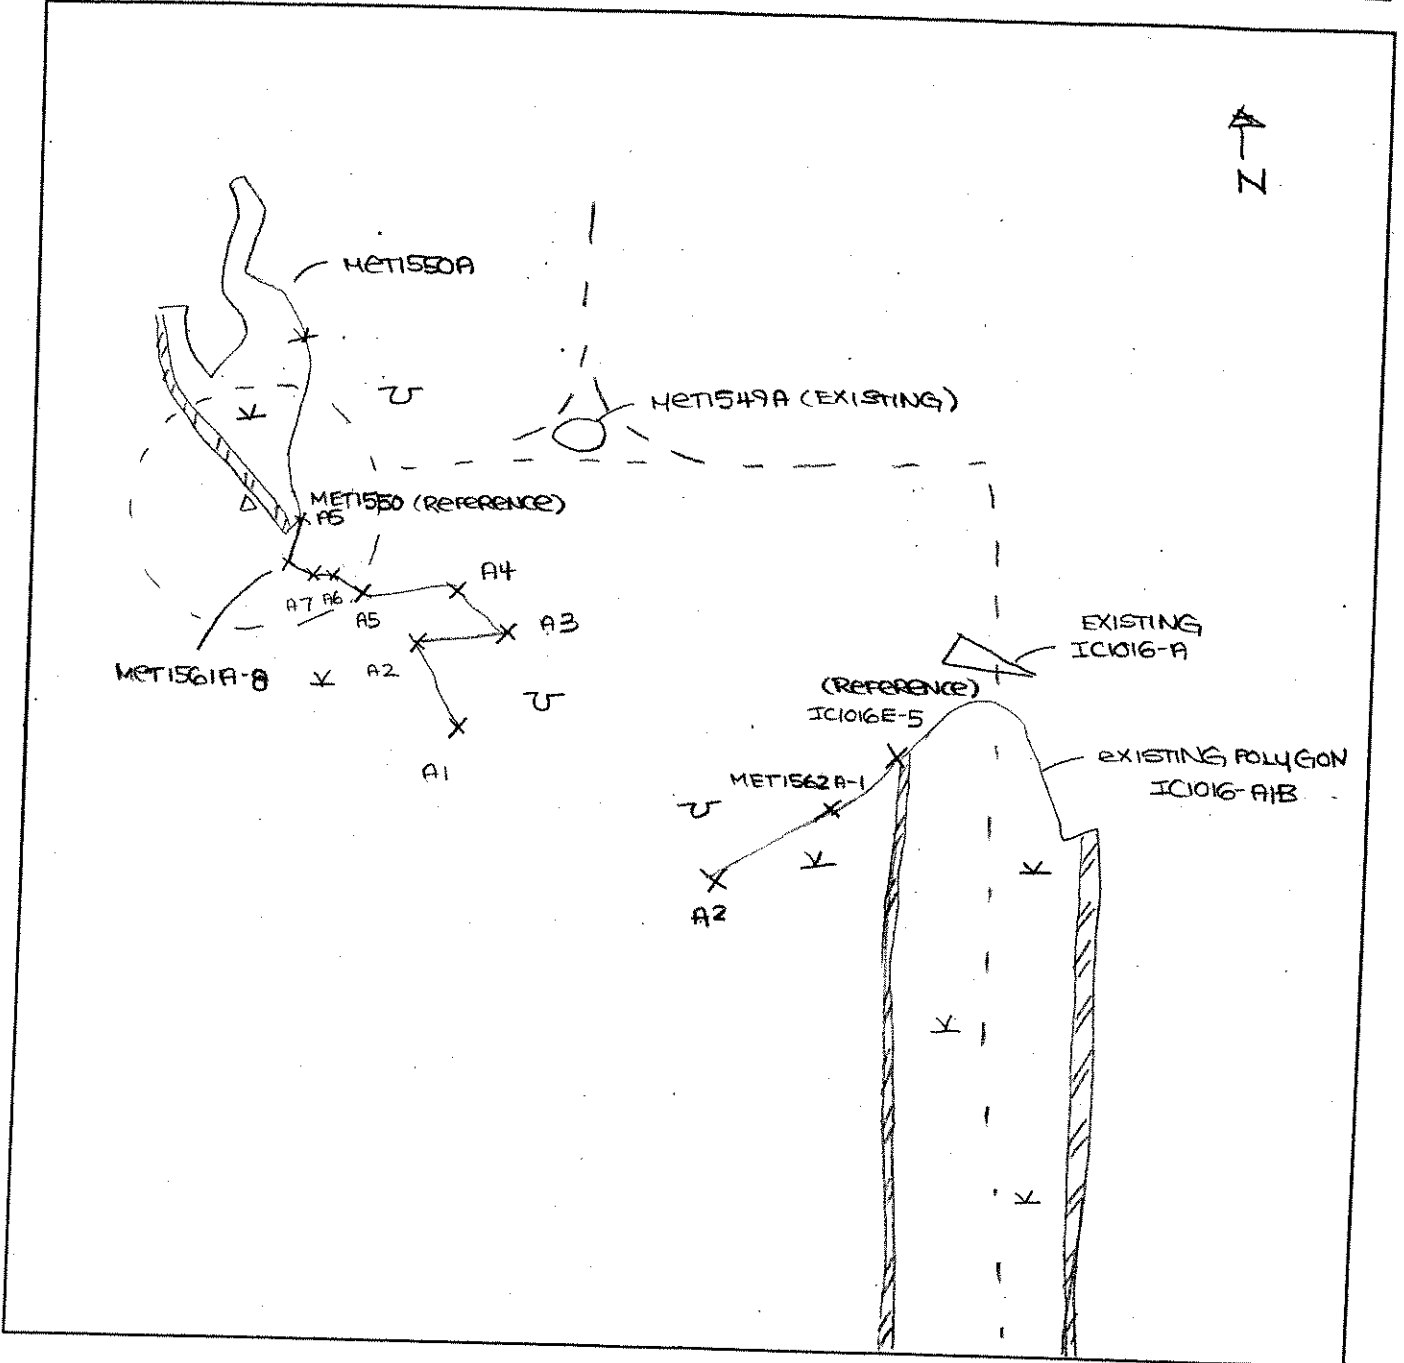 N
MET1550A
MET1549A (EXISTING)
MET1550 (REFERENCE)
A5
A4
A7 A6
A5
A3
A2
MET1561A-8
A1
EXISTING
IC1016-A
(REFERENCE)
IC1016E-5
MET1562A-1
EXISTING POLYGON
IC1016-A1B
A2